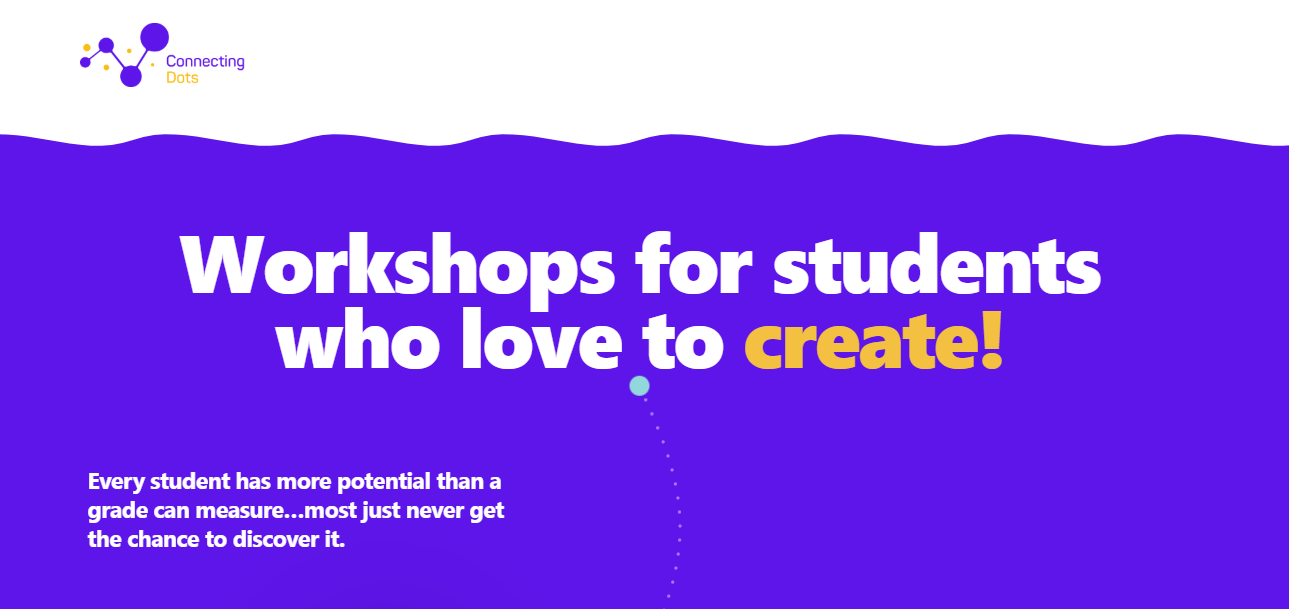 Connecting
Dots
Workshops for students
who love to create!
Every student has more potential than a
grade can measure...most just never get
the chance to discover it.